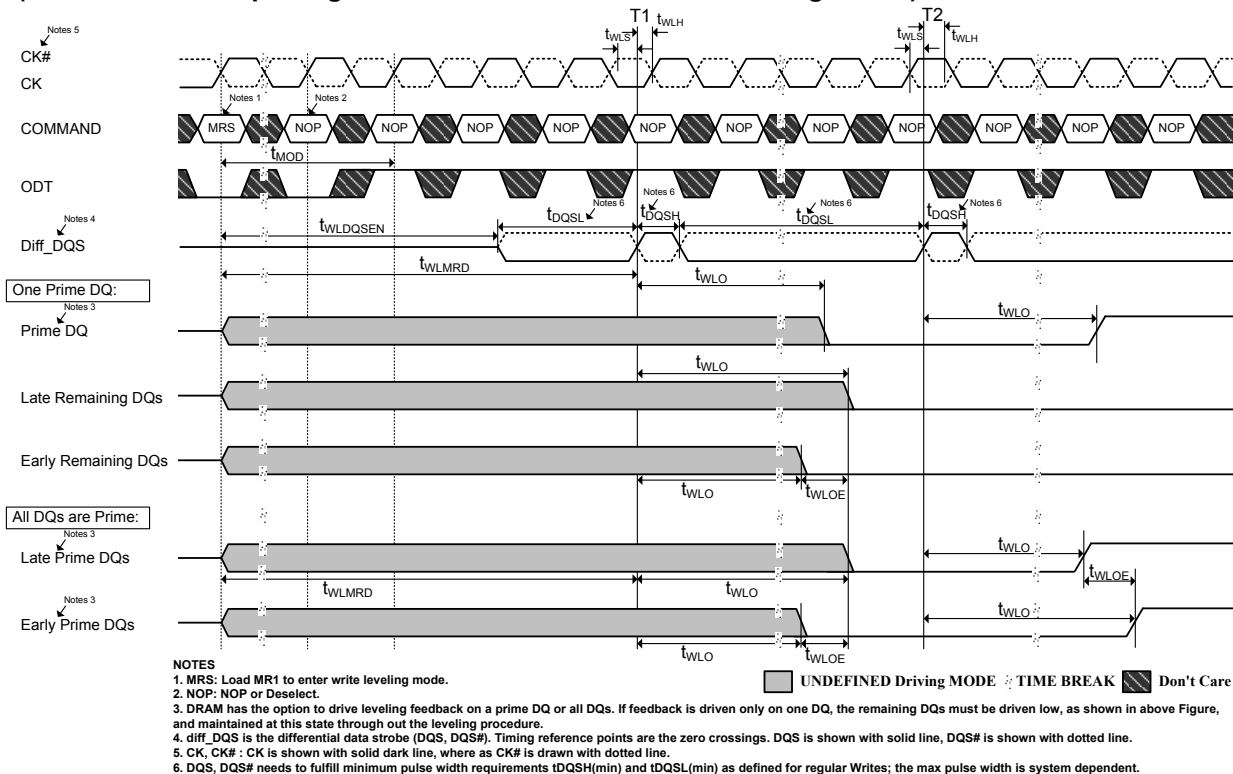 T1
T2
Notes 5
tWLS
tWLH
tWLS
tWLH
CK#
CK
Notes 1
Notes 2
COMMAND
MRS
NOP
NOP
NOP
NOP
NOP
NOP
NOP
NOP
NOP
NOP
NOP
tMOD
ODT
Notes 4
Notes 6
Notes 6
Notes 6
Notes 6
tDQSL
tDQSH
tDQSL
tDQSH
tWLDQSEN
Diff_DQS
tWLMRD
tWLO
One Prime DQ:
Notes 3
Prime DQ
tWLO
tWLO
Late Remaining DQs
Early Remaining DQs
tWLO
tWLOE
All DQs are Prime:
Notes 3
Late Prime DQs
tWLO
tWLMRD
tWLO
tWLOE
Notes 3
Early Prime DQs
tWLO
tWLO
tWLOE
NOTES
1. MRS: Load MR1 to enter write leveling mode.
UNDEFINED Driving MODE
TIME BREAK
Don't Care
2. NOP: NOP or Deselect.
3. DRAM has the option to drive leveling feedback on a prime DQ or all DQs. If feedback is driven only on one DQ, the remaining DQs must be driven low, as shown in above Figure,
and maintained at this state through out the leveling procedure.
4. diff_DQS is the differential data strobe (DQS, DQS#). Timing reference points are the zero crossings. DQS is shown with solid line, DQS# is shown with dotted line.
5. CK, CK# : CK is shown with solid dark line, where as CK# is drawn with dotted line.
6. DQS, DQS# needs to fulfill minimum pulse width requirements tDQSH(min) and tDQSL(min) as defined for regular Writes; the max pulse width is system dependent.